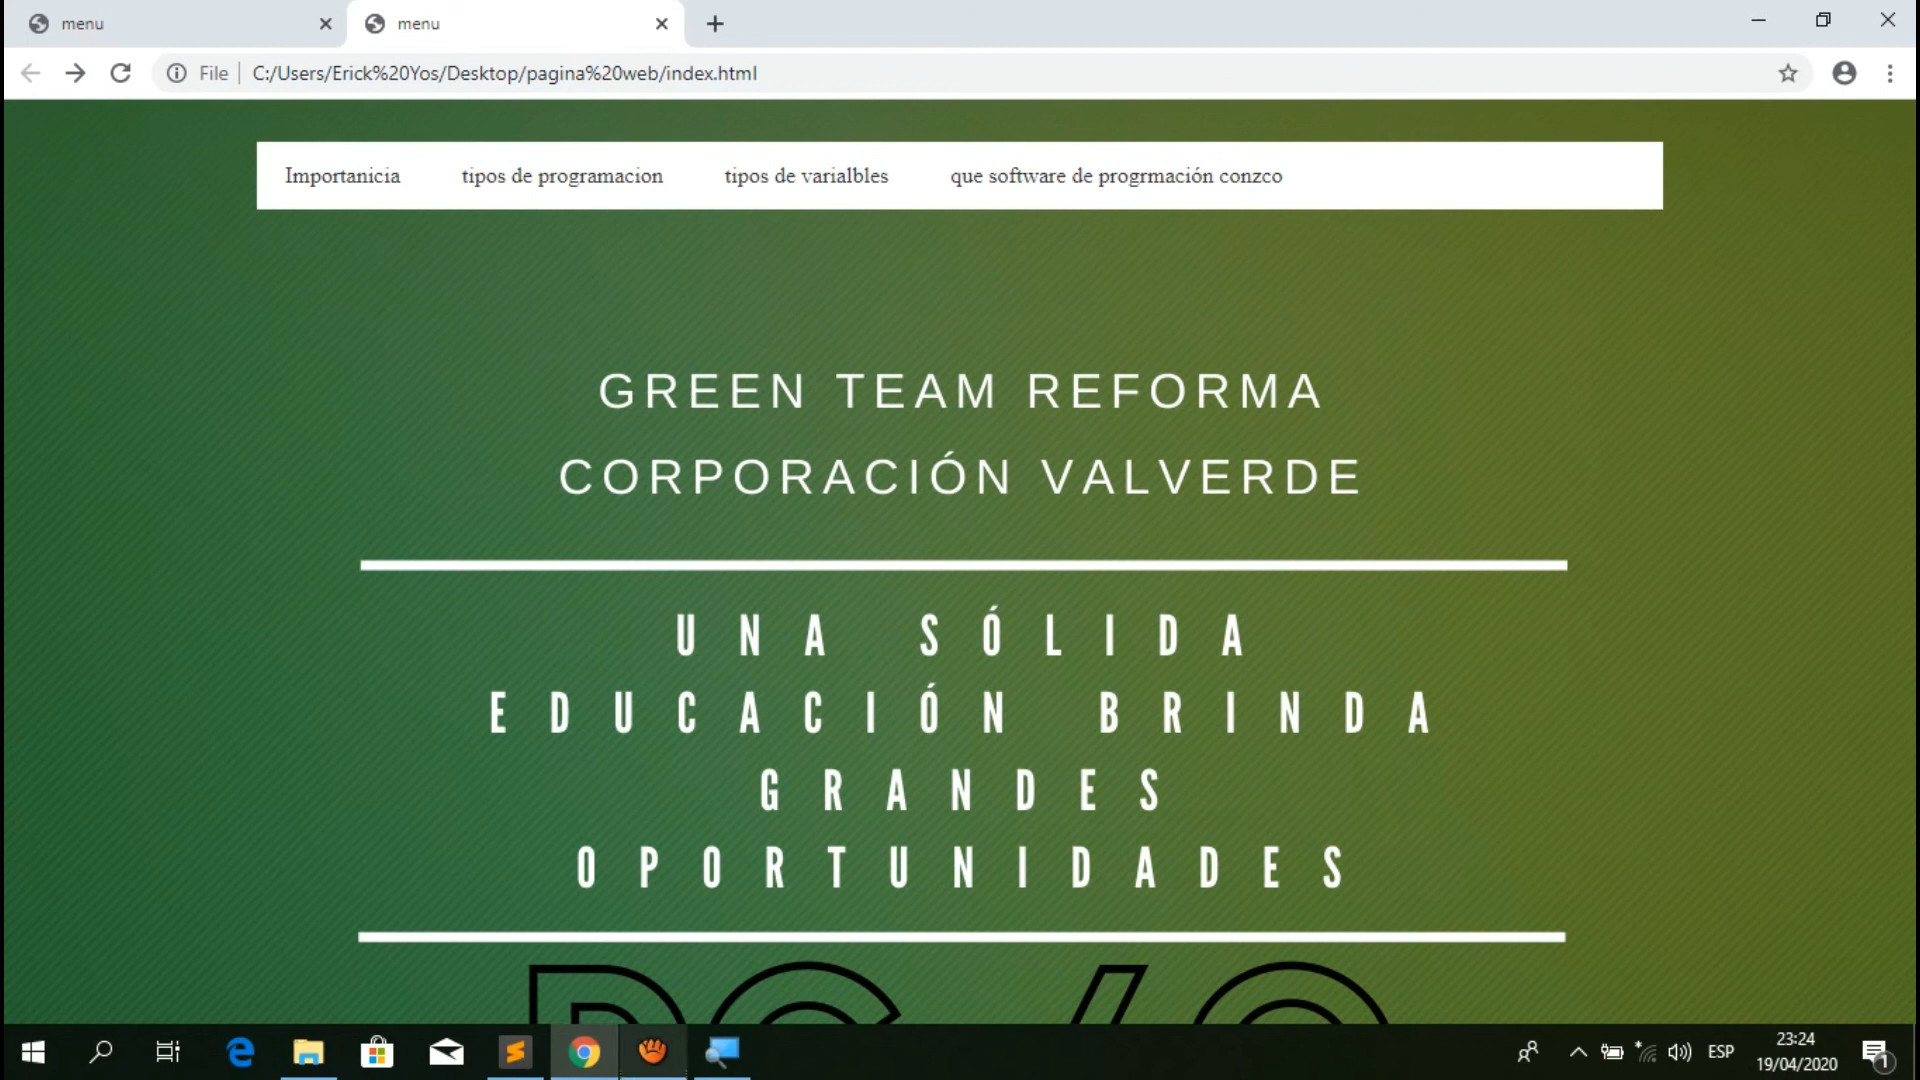 menu
menu
File
C:/Users/Erick%20Yos/Desktop/pagina%20web/index.html
Importanicia tipos de programacion tipos de varialbles que software de progrmación conzco
GREEN TEAM REFORMA
CORPORACIÓN VALVERDE
UNA SÓLIDA
EDUCACIÓN BRINDA
GRANDES
OPORTUNIDADES
ESP
23:24
19/04/2020
1